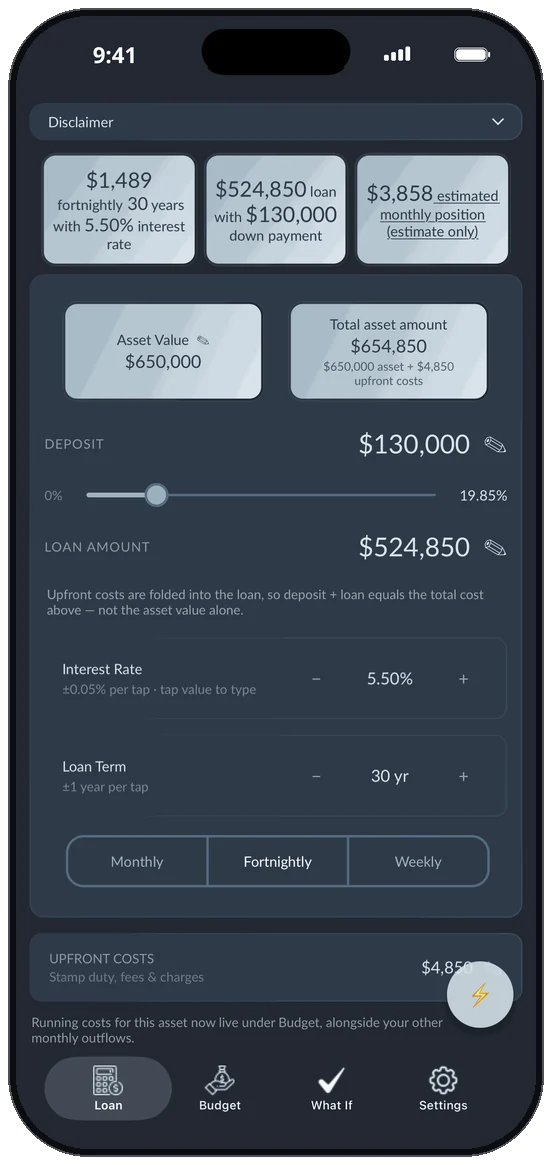 9:41
Disclaimer
$1,489
fortnightly 30 years
with 5.50% interest
rate
$524,850 loan
with $130,000
down payment
$3,858 estimated
monthly position
(estimate only)
Asset Value
$650,000
Total asset amount
$654,850
$650,000 asset + $4,850
upfront costs
DEPOSIT
$130,000
0%
19.85%
LOAN AMOUNT
$524,850
Upfront costs are folded into the loan, so deposit + loan equals the total cost
above — not the asset value alone.
Interest Rate
±0.05% per tap · tap value to type
− 5.50% +
Loan Term
±1 year per tap
− 30 yr +
Monthly
Fortnightly
Weekly
UPFRONT COSTS
Stamp duty, fees & charges
$4,850
Running costs for this asset now live under Budget, alongside your other
monthly outflows.
Loan
Budget
What If
Settings